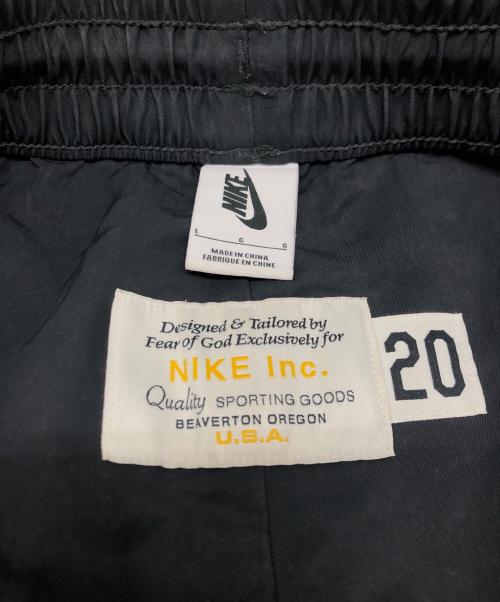 NIKE
L G G
MADE IN CHINA
FABRIQUÉ EN CHINE
Designed & Tailored by
Fear of God Exclusively for
NIKE Inc.
Quality SPORTING GOODS
BEAVERTON OREGON
U.S.A.
20